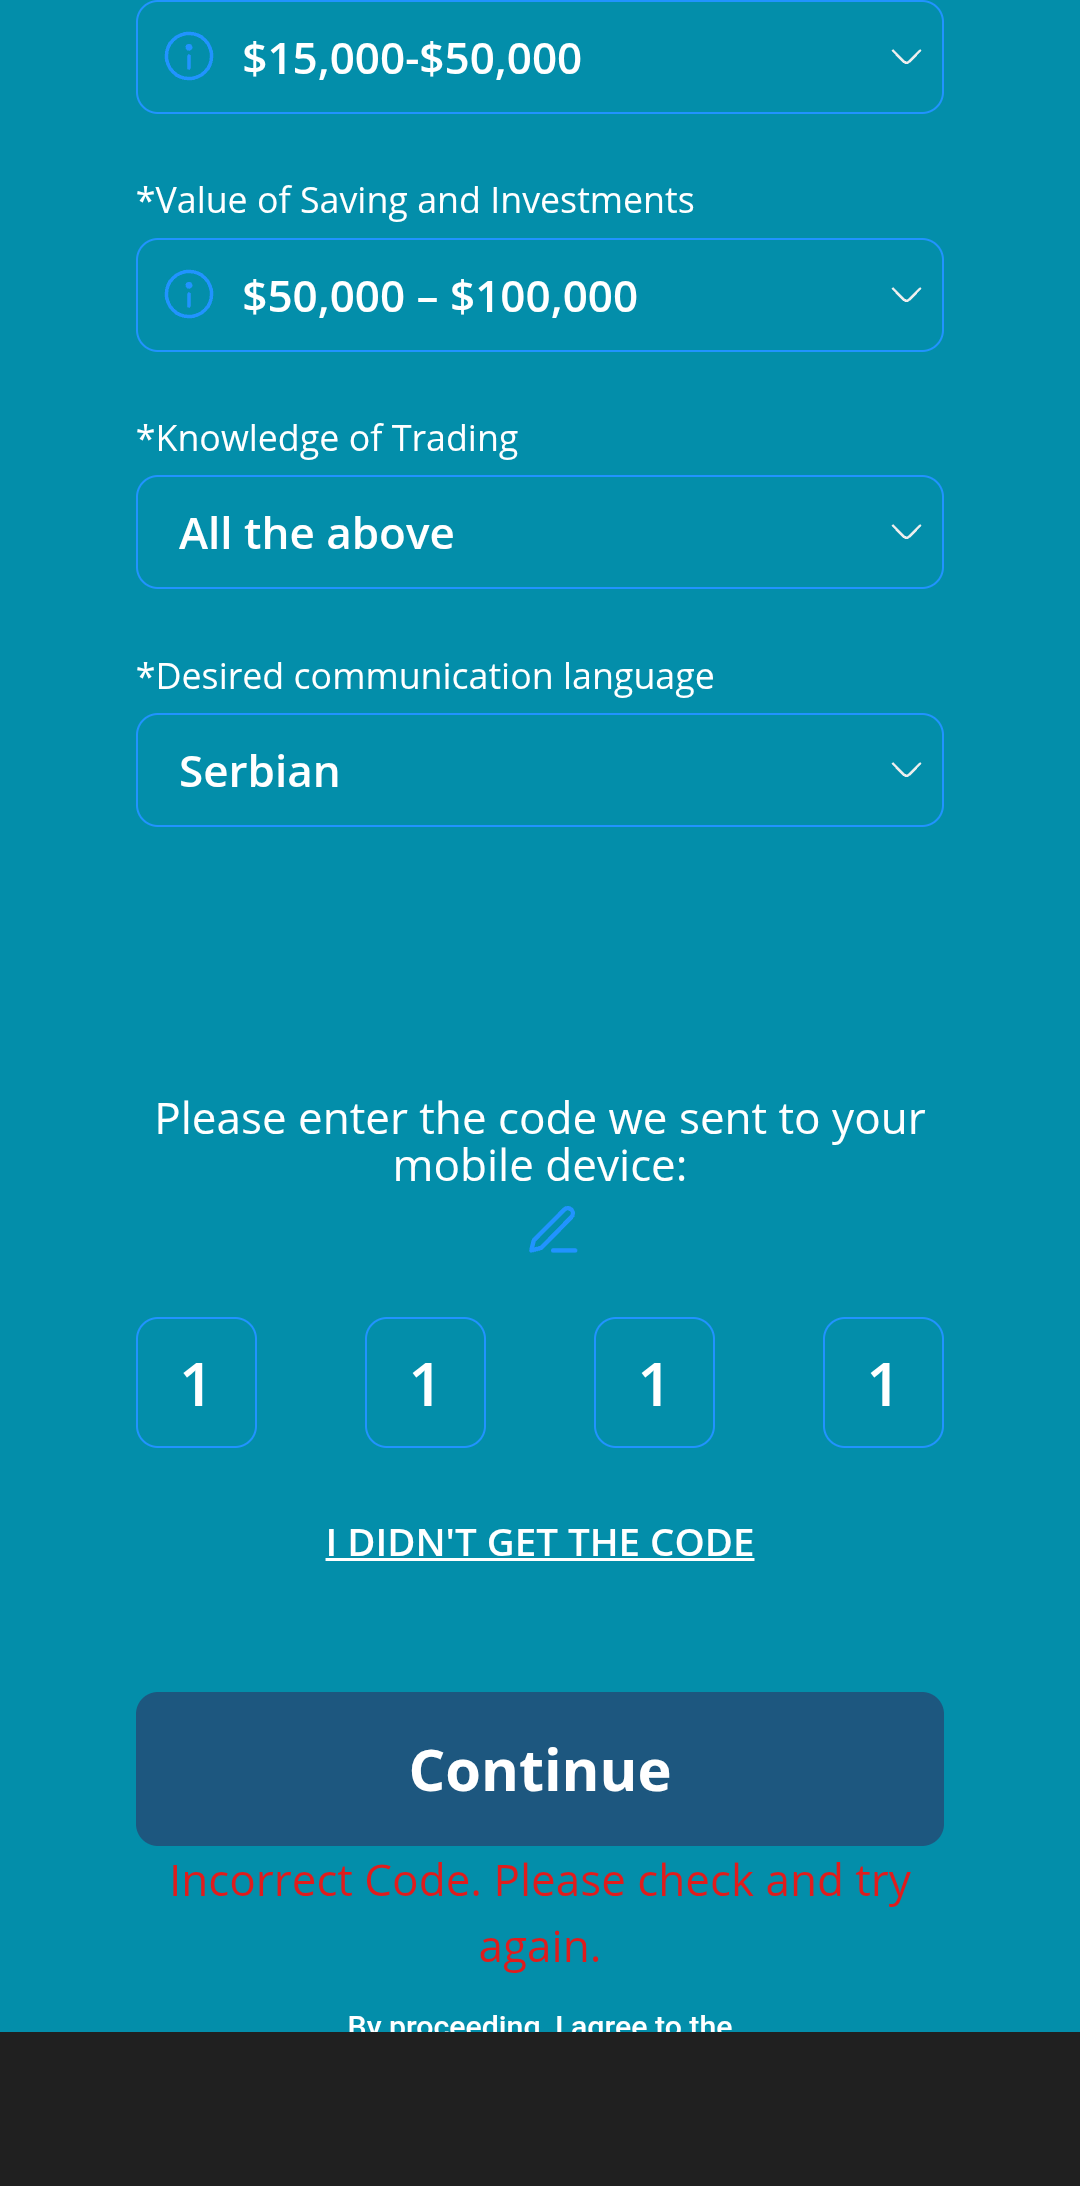 $15,000-$50,000
*Value of Saving and Investments
$50,000 – $100,000
*Knowledge of Trading
All the above
*Desired communication language
Serbian
Please enter the code we sent to your
mobile device:
1 1 1 1
I DIDN'T GET THE CODE
Continue
Incorrect Code. Please check and try
again.
By proceeding, I agree to the